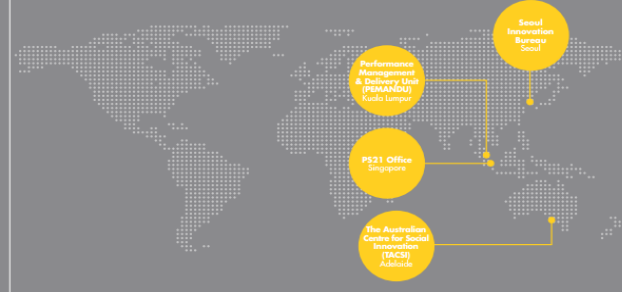 Seoul
Innovation
Bureau
Seoul
Performance
Management
& Delivery Unit
(PEMANDU)
Kuala Lumpur
PS21 Office
Singapore
The Australian
Centre for Social
Innovation
(TACSI)
Adelaide